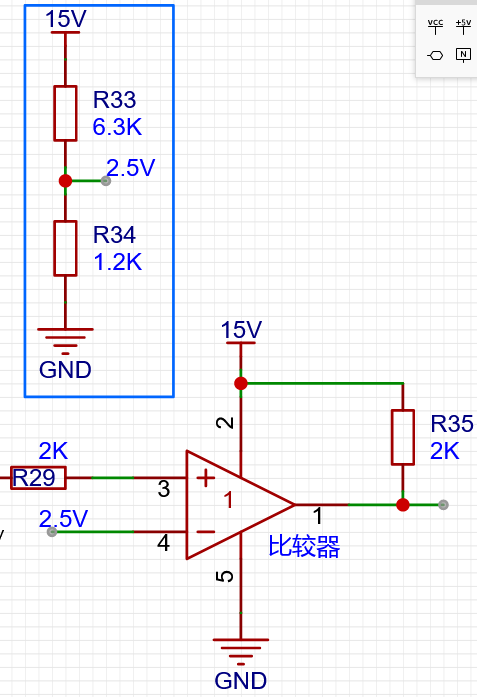 15V
VCC
+5V
N
R33
6.3K
2.5V
R34
1.2K
GND
15V
2
R35
2K
2K
R29
3
+
1
1
2.5V
4
−
比较器
5
GND